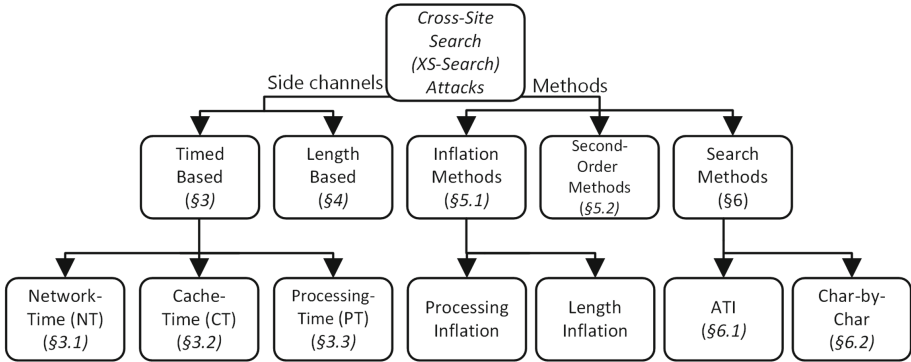 Cross-Site
Search
(XS-Search)
Attacks
Side channels
Methods
Timed
Based
(§3)
Length
Based
(§4)
Inflation
Methods
(§5.1)
Second-
Order
Methods
(§5.2)
Search
Methods
(§6)
Network-
Time (NT)
(§3.1)
Cache-
Time (CT)
(§3.2)
Processing-
Time (PT)
(§3.3)
Processing
Inflation
Length
Inflation
ATI
(§6.1)
Char-by-
Char
(§6.2)